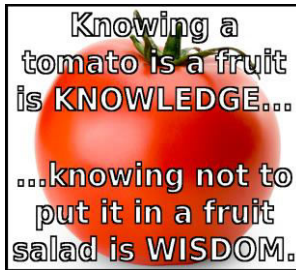 Knowing a
tomato is a fruit
is KNOWLEDGE...
...knowing not to
put it in a fruit
salad is WISDOM.